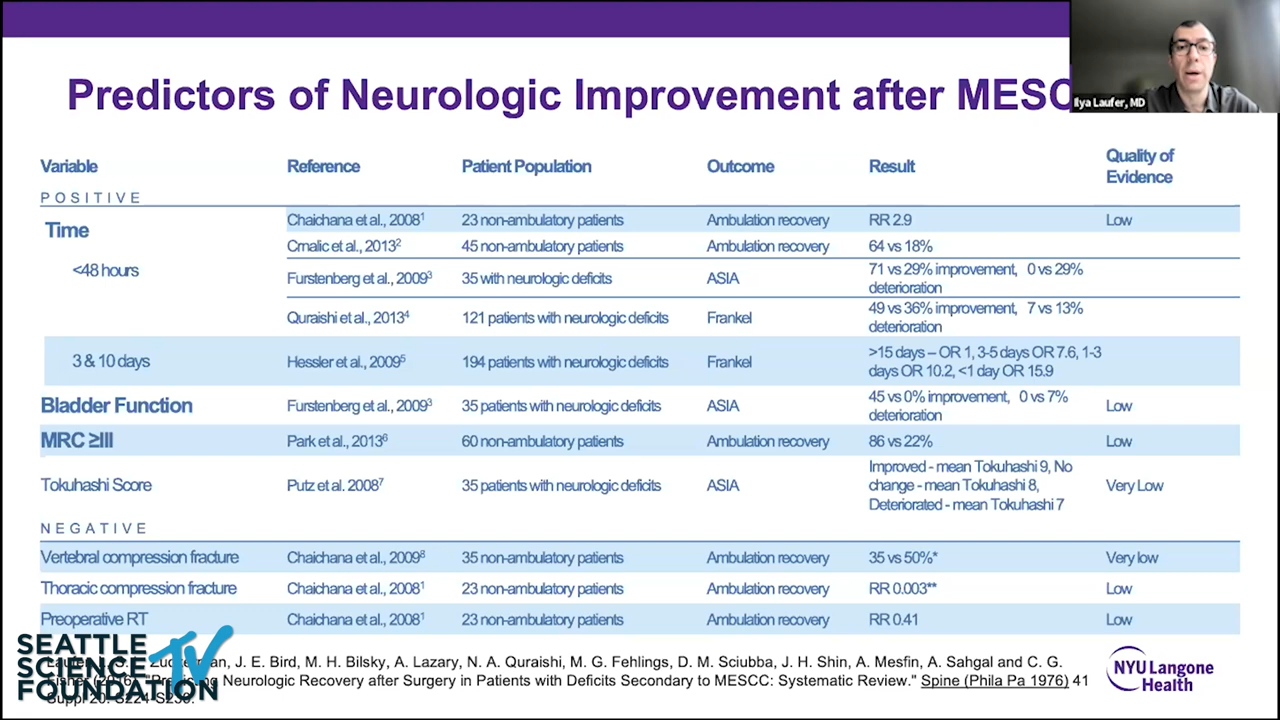 Predictors of Neurologic Improvement after MESC
Ilya Laufer, MD
Variable Reference Patient Population Outcome Result Quality of Evidence
POSITIVE
Time
<48 hours
Chaichana et al., 2008¹ 23 non-ambulatory patients Ambulation recovery RR 2.9 Low
Crnalic et al., 2013² 45 non-ambulatory patients Ambulation recovery 64 vs 18%
Furstenberg et al., 2009³ 35 with neurologic deficits ASIA 71 vs 29% improvement, 0 vs 29% deterioration
Quraishi et al., 2013⁴ 121 patients with neurologic deficits Frankel 49 vs 36% improvement, 7 vs 13% deterioration
3 & 10 days Hessler et al., 2009⁵ 194 patients with neurologic deficits Frankel >15 days – OR 1, 3-5 days OR 7.6, 1-3 days OR 10.2, <1 day OR 15.9
Bladder Function Furstenberg et al., 2009³ 35 patients with neurologic deficits ASIA 45 vs 0% improvement, 0 vs 7% deterioration Low
MRC ≥III Park et al., 2013⁶ 60 non-ambulatory patients Ambulation recovery 86 vs 22% Low
Tokuhashi Score Putz et al. 2008⁷ 35 patients with neurologic deficits ASIA Improved - mean Tokuhashi 9, No change - mean Tokuhashi 8, Deteriorated - mean Tokuhashi 7 Very Low
NEGATIVE
Vertebral compression fracture Chaichana et al., 2009⁸ 35 non-ambulatory patients Ambulation recovery 35 vs 50%* Very low
Thoracic compression fracture Chaichana et al., 2008¹ 23 non-ambulatory patients Ambulation recovery RR 0.003** Low
Preoperative RT Chaichana et al., 2008¹ 23 non-ambulatory patients Ambulation recovery RR 0.41 Low
J. E. Bird, M. H. Bilsky, A. Lazary, N. A. Quraishi, M. G. Fehlings, D. M. Sciubba, J. H. Shin, A. Mesfin, A. Sahgal and C. G.
Neurologic Recovery after Surgery in Patients with Deficits Secondary to MESCC: Systematic Review." Spine (Phila Pa 1976) 41
SEATTLE
SCIENCE TV
FOUNDATION
NYU Langone
Health